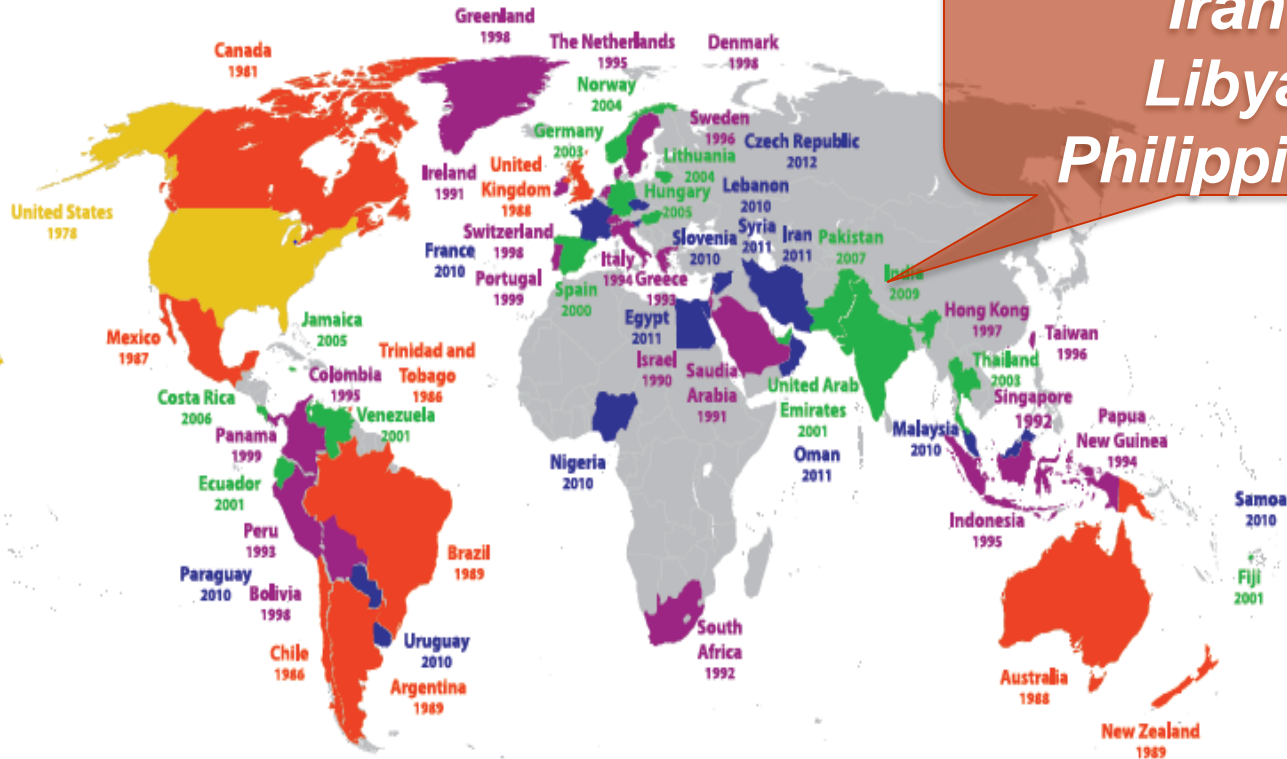 Iran
Libya
Philippi
Greenland
1998
The Netherlands
1995
Denmark
1998
Canada
1981
Norway
2004
Sweden
1996
Germany
2003
Czech Republic
2012
Lithuania
2004
Ireland
1991
United
Kingdom
1988
Hungary
2005
Lebanon
2010
United States
1978
Switzerland
1998
France
2010
Slovenia
2010
Syria
2011
Iran
2011
Pakistan
2007
Italy
1994
Greece
1993
Portugal
1999
Spain
2000
India
2009
Egypt
2011
Hong Kong
1997
Taiwan
1996
Mexico
1987
Jamaica
2005
Trinidad and
Tobago
1986
Israel
1990
Saudia
Arabia
1991
United Arab
Emirates
2001
Thailand
2003
Singapore
1992
Colombia
1995
Costa Rica
2006
Venezuela
2001
Panama
1999
Malaysia
2010
Papua
New Guinea
1994
Nigeria
2010
Oman
2011
Ecuador
2001
Samoa
2010
Indonesia
1995
Peru
1993
Brazil
1989
Paraguay
2010
Bolivia
1998
Fiji
2001
South
Africa
1992
Uruguay
2010
Chile
1986
Argentina
1989
Australia
1988
New Zealand
1989